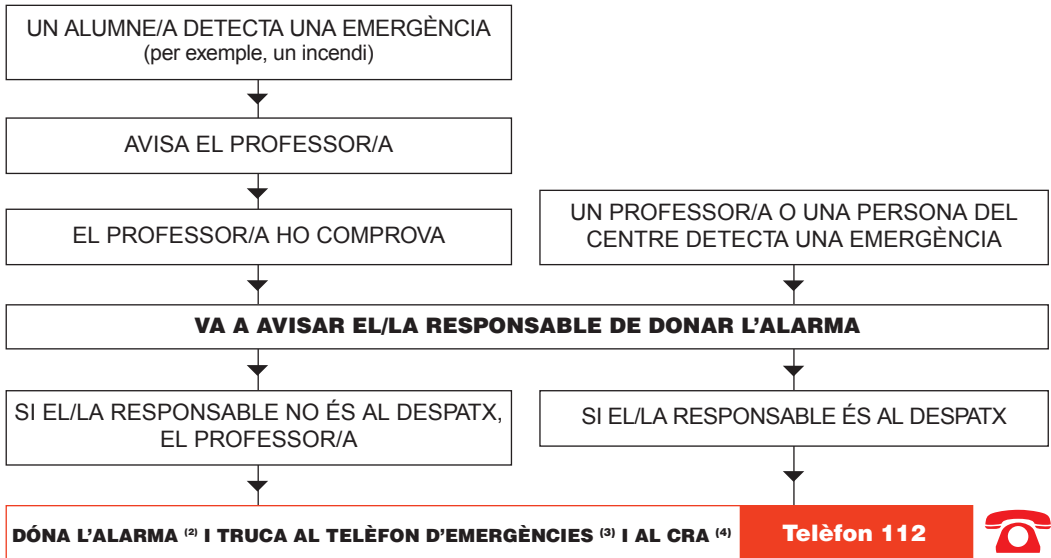 UN ALUMNE/A DETECTA UNA EMERGÈNCIA
(per exemple, un incendi)
AVISA EL PROFESSOR/A
EL PROFESSOR/A HO COMPROVA
UN PROFESSOR/A O UNA PERSONA DEL
CENTRE DETECTA UNA EMERGÈNCIA
VA A AVISAR EL/LA RESPONSABLE DE DONAR L’ALARMA
SI EL/LA RESPONSABLE NO ÉS AL DESPATX,
EL PROFESSOR/A
SI EL/LA RESPONSABLE ÉS AL DESPATX
DÓNA L’ALARMA (2) I TRUCA AL TELÈFON D’EMERGÈNCIES (3) I AL CRA (4)
Telèfon 112